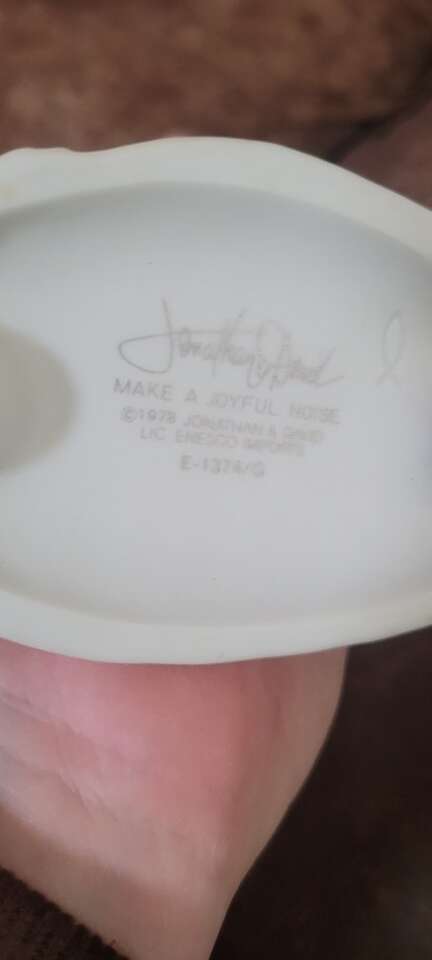 Jonathan & David
MAKE A JOYFUL NOISE
©1978 JONATHAN & DAVID
LIC. ENESCO IMPORTS
E-1374/G